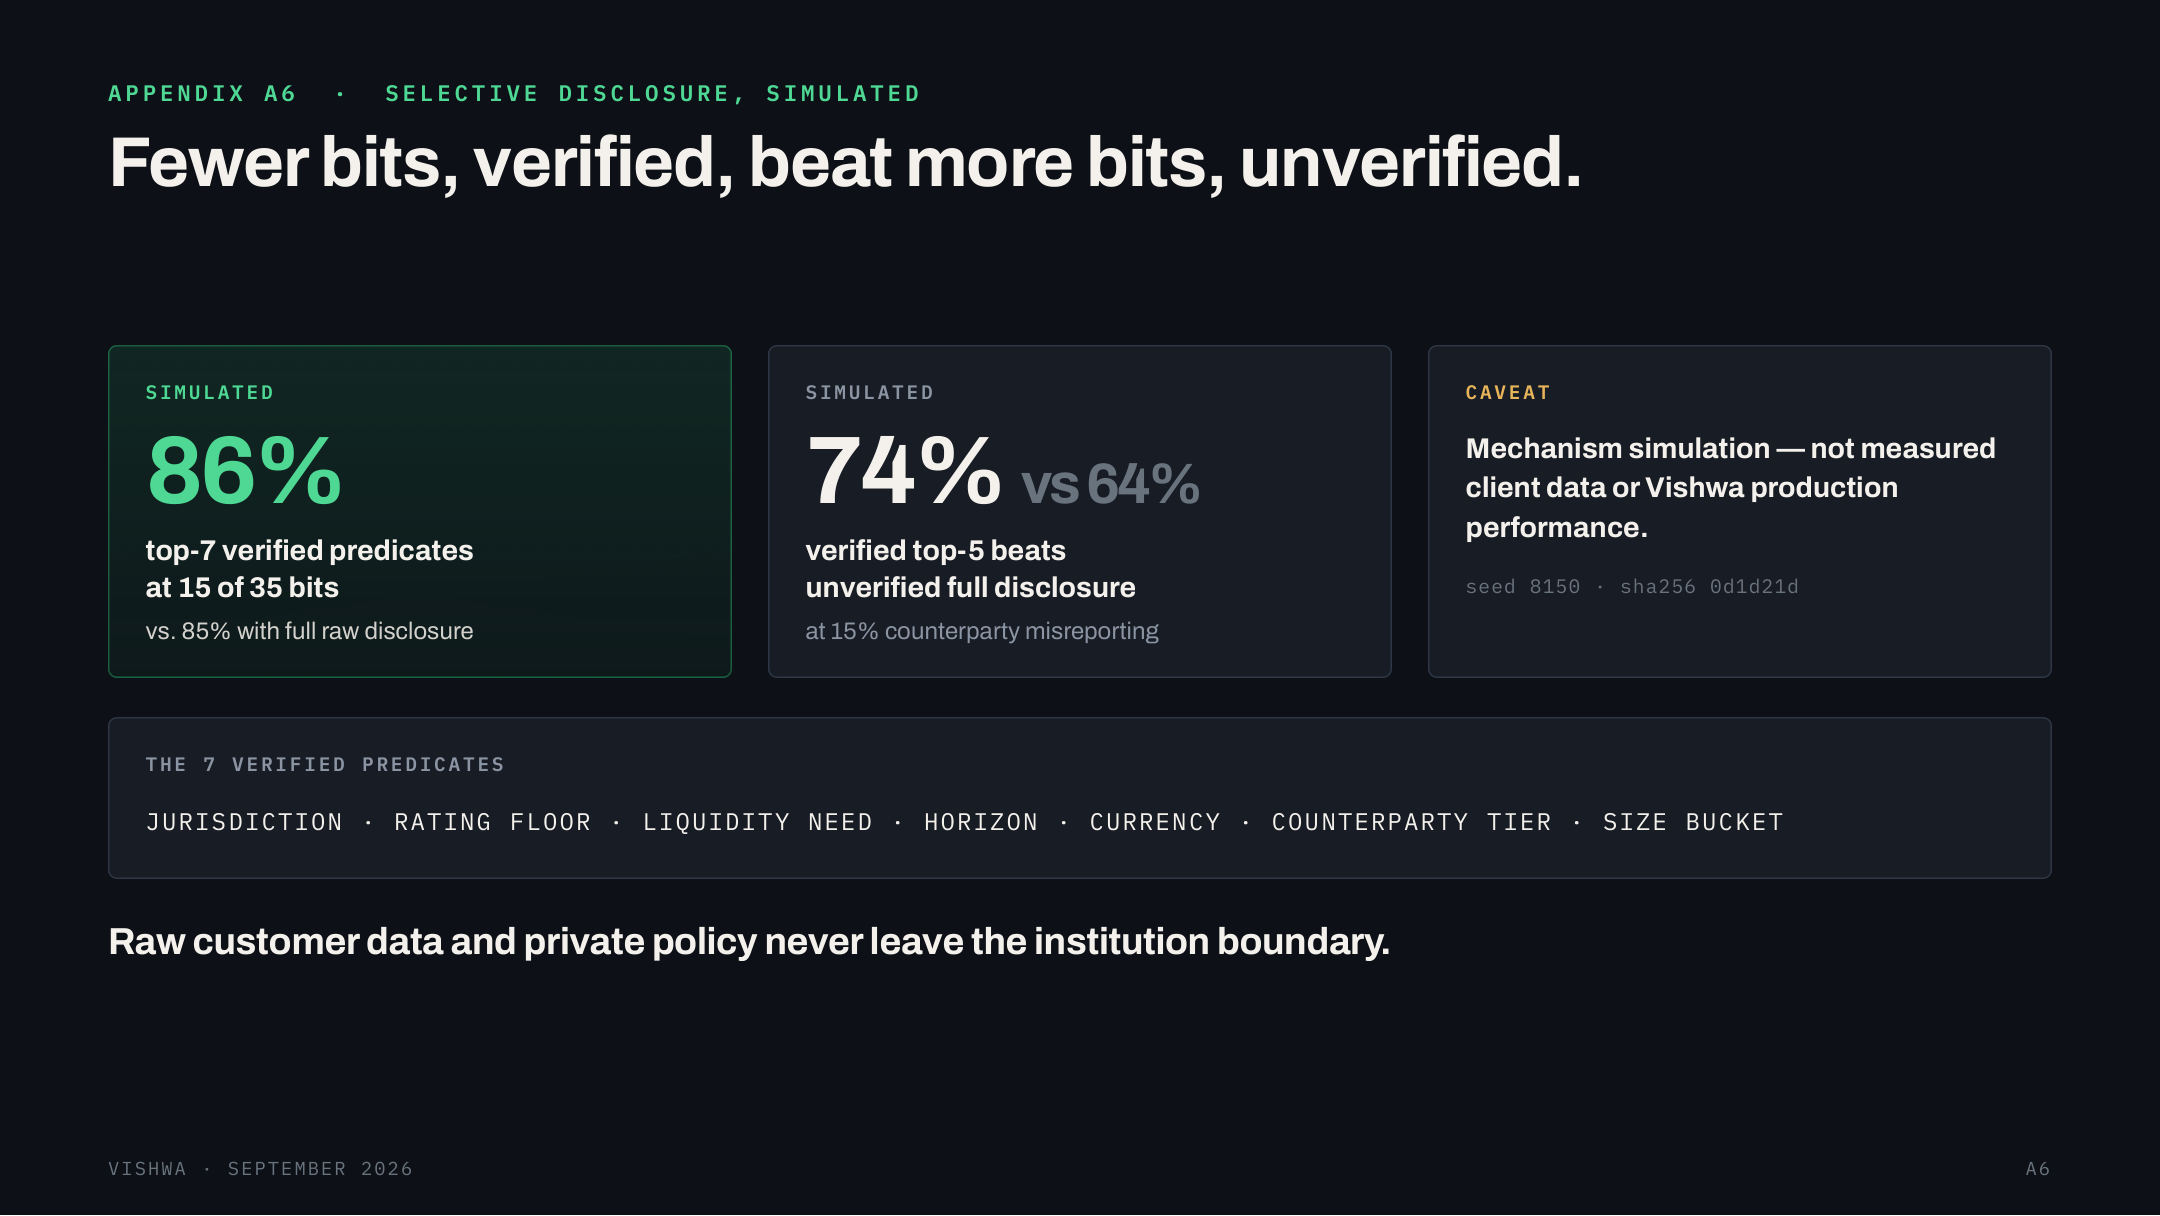 APPENDIX A6 · SELECTIVE DISCLOSURE, SIMULATED
Fewer bits, verified, beat more bits, unverified.
SIMULATED
86%
top-7 verified predicates
at 15 of 35 bits
vs. 85% with full raw disclosure
SIMULATED
74% vs 64%
verified top-5 beats
unverified full disclosure
at 15% counterparty misreporting
CAVEAT
Mechanism simulation — not measured
client data or Vishwa production
performance.
seed 8150 · sha256 0d1d21d
THE 7 VERIFIED PREDICATES
JURISDICTION · RATING FLOOR · LIQUIDITY NEED · HORIZON · CURRENCY · COUNTERPARTY TIER · SIZE BUCKET
Raw customer data and private policy never leave the institution boundary.
VISHWA · SEPTEMBER 2026
A6